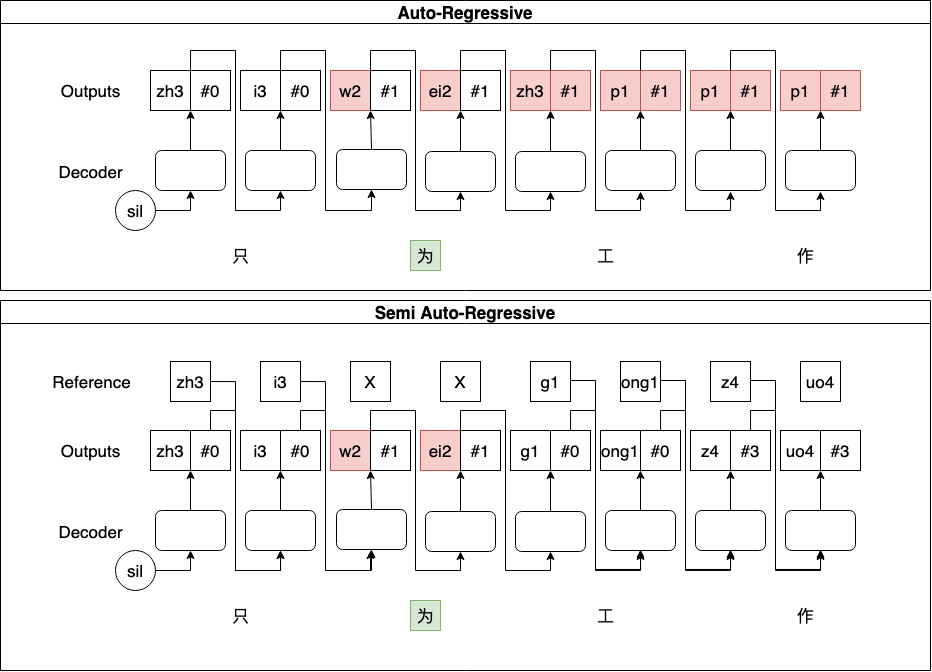 Auto-Regressive
Outputs zh3 #0 i3 #0 w2 #1 ei2 #1 zh3 #1 p1 #1 p1 #1 p1 #1
Decoder
sil
只 为 工 作
Semi Auto-Regressive
Reference zh3 i3 X X g1 ong1 z4 uo4
Outputs zh3 #0 i3 #0 w2 #1 ei2 #1 g1 #0 ong1 #0 z4 #3 uo4 #3
Decoder
sil
只 为 工 作